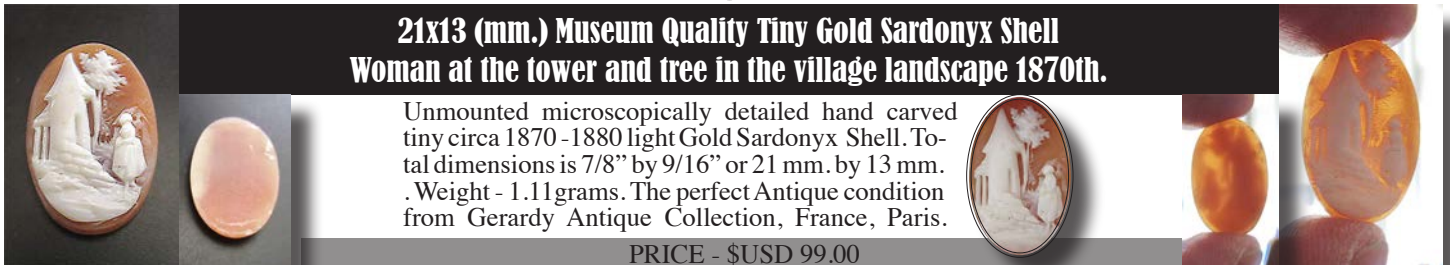 21x13 (mm.) Museum Quality Tiny Gold Sardonyx Shell
Woman at the tower and tree in the village landscape 1870th.
Unmounted microscopically detailed hand carved
tiny circa 1870 -1880 light Gold Sardonyx Shell. To-
tal dimensions is 7/8” by 9/16” or 21 mm. by 13 mm.
. Weight - 1.11grams. The perfect Antique condition
from Gerardy Antique Collection, France, Paris.
PRICE - $USD 99.00